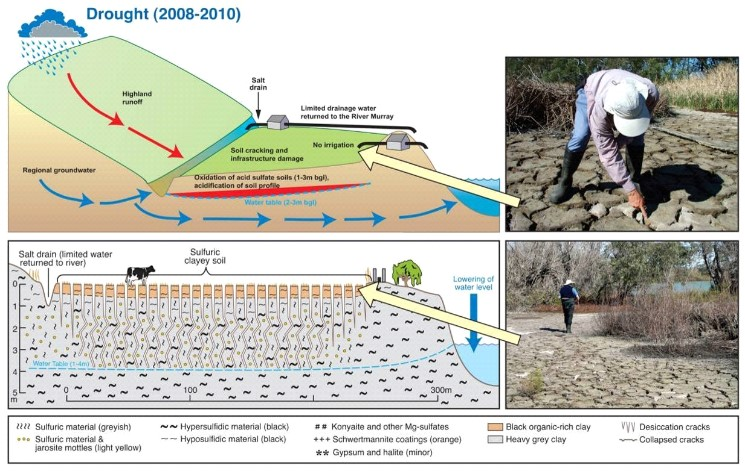 Drought (2008-2010)
Highland
runoff
Salt
drain
Limited drainage water
returned to the River Murray
Soil cracking and
infrastructure damage
No irrigation
Regional groundwater
Oxidation of acid sulfate soils (1-3m bgl),
acidification of soil profile
Water table (2-3m bgl)
Salt drain (limited water
returned to river)
Sulfuric
clayey soil
Lowering of
water level
0
1
2
3
4
5
m
Water Table (1-4m)
0
100
300m
Sulfuric material (greyish)
Sulfuric material &
jarosite mottles (light yellow)
Hypersulfidic material (black)
Hyposulfidic material (black)
## Konyaite and other Mg-sulfates
+++ Schwertmannite coatings (orange)
** Gypsum and halite (minor)
Black organic-rich clay
Heavy grey clay
Desiccation cracks
Collapsed cracks